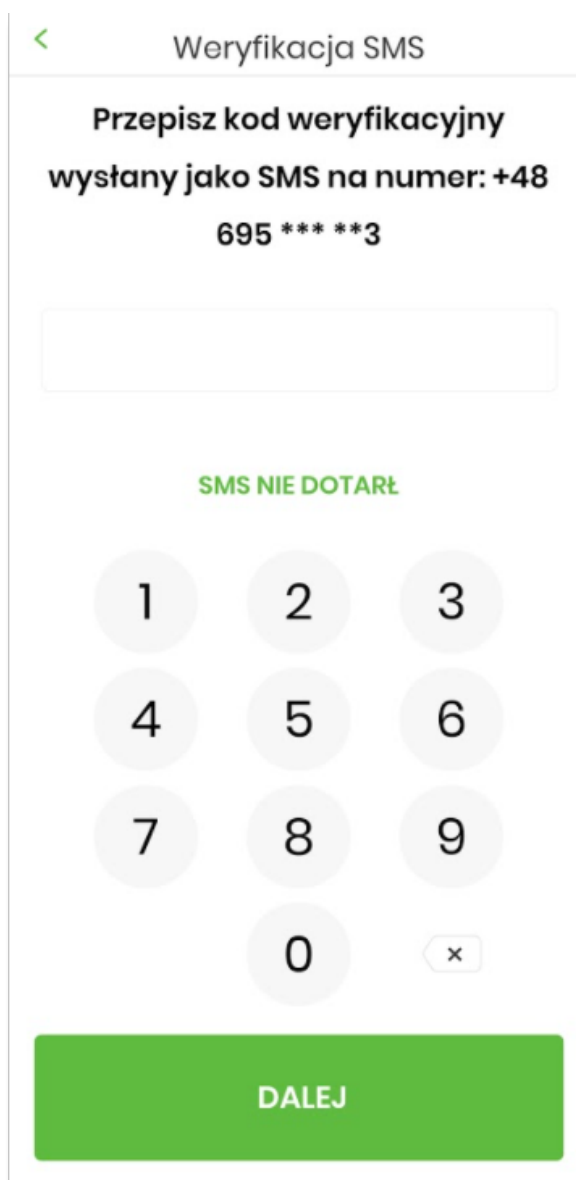 Weryfikacja SMS
Przepisz kod weryfikacyjny
wysłany jako SMS na numer: +48
695 *** **3
SMS NIE DOTARŁ
1 2 3
4 5 6
7 8 9
0
DALEJ